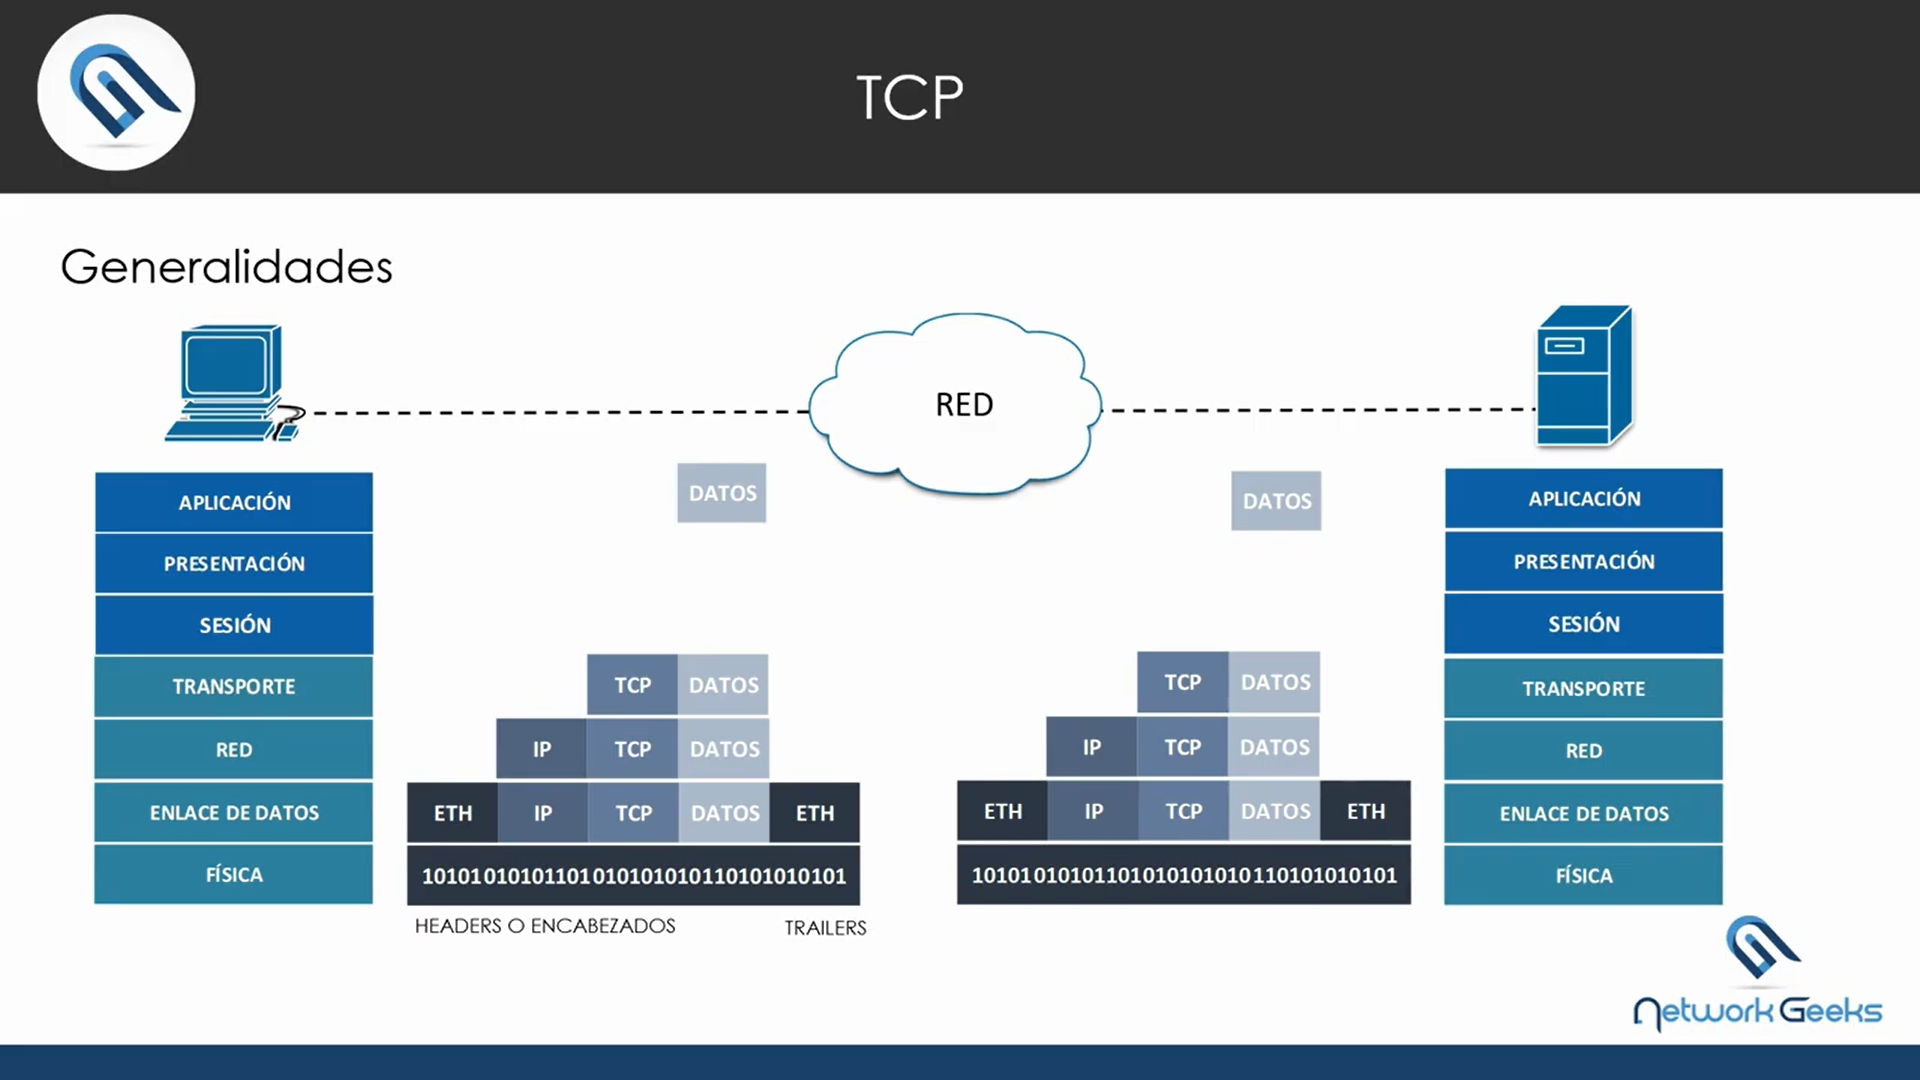 TCP
Generalidades
RED
DATOS
DATOS
APLICACIÓN
PRESENTACIÓN
SESIÓN
TRANSPORTE
RED
ENLACE DE DATOS
FÍSICA
TCP DATOS
IP TCP DATOS
ETH IP TCP DATOS ETH
10101010101101010101010110101010101
HEADERS O ENCABEZADOS
TRAILERS
TCP DATOS
IP TCP DATOS
ETH IP TCP DATOS ETH
10101010101101010101010110101010101
APLICACIÓN
PRESENTACIÓN
SESIÓN
TRANSPORTE
RED
ENLACE DE DATOS
FÍSICA
Network Geeks